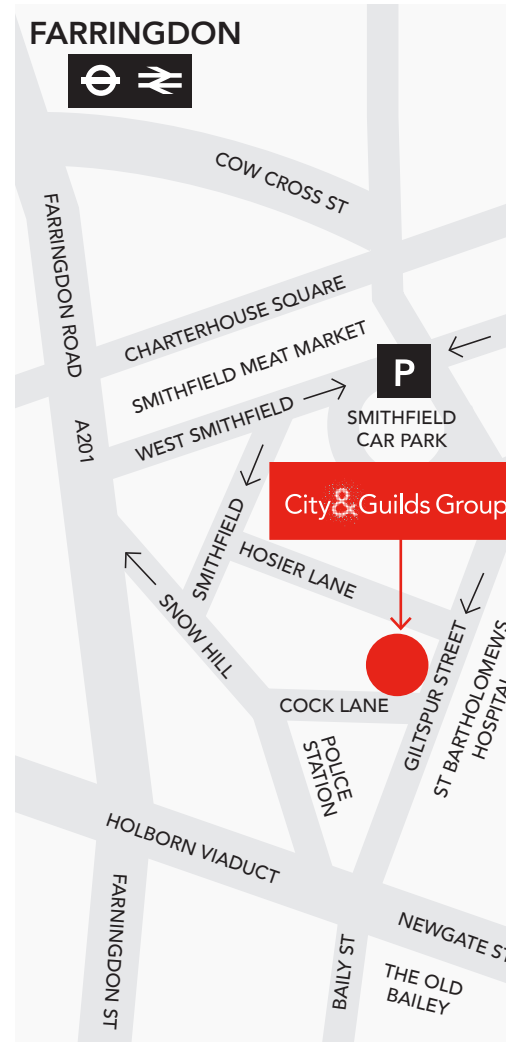 FARRINGDON
COW CROSS ST
FARRINGDON ROAD
CHARTERHOUSE SQUARE
SMITHFIELD MEAT MARKET
P
SMITHFIELD
CAR PARK
A201
WEST SMITHFIELD
City&Guilds Group
SMITHFIELD
HOSIER LANE
SNOW HILL
GILTSPUR STREET
ST BARTHOLOMEWS
HOSPITAL
COCK LANE
POLICE
STATION
HOLBORN VIADUCT
FARNINGDON ST
BAILY ST
NEWGATE ST
THE OLD
BAILEY